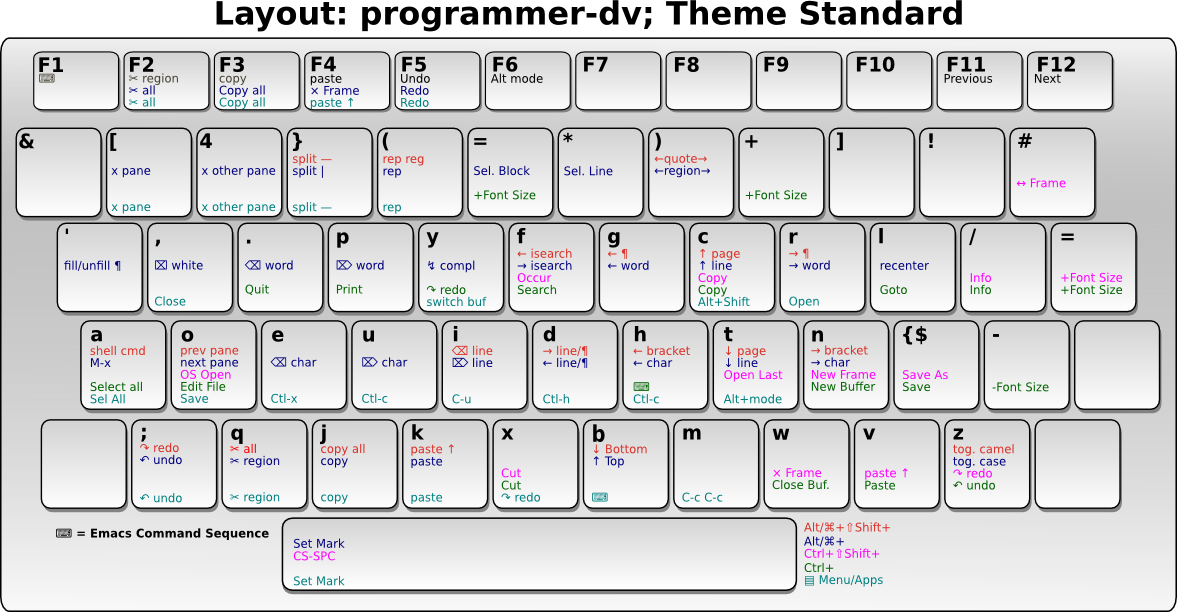 Layout: programmer-dv; Theme Standard
F1
⌨
F2
✂ region
✂ all
✂ all
F3
copy
Copy all
Copy all
F4
paste
× Frame
paste ↑
F5
Undo
Redo
Redo
F6
Alt mode
F7
F8
F9
F10
F11
Previous
F12
Next
&
[
x pane
x pane
4
x other pane
x other pane
}
split —
split |
split —
(
rep reg
rep
rep
=
Sel. Block
+Font Size
*
Sel. Line
)
←quote→
←region→
+
+Font Size
]
!
#
↔ Frame
'
fill/unfill ¶
,
⌧ white
Close
.
⌫ word
Quit
p
⌦ word
Print
y
↯ compl
↷ redo
switch buf
f
← isearch
→ isearch
Occur
Search
g
← ¶
← word
c
↑ page
↑ line
Copy
Copy
Alt+Shift
r
→ ¶
→ word
Open
l
recenter
Goto
/
Info
Info
=
+Font Size
+Font Size
a
shell cmd
M-x
Select all
Sel All
o
prev pane
next pane
OS Open
Edit File
Save
e
⌫ char
Ctl-x
u
⌦ char
Ctl-c
i
⌫ line
⌦ line
C-u
d
→ line/¶
← line/¶
Ctl-h
h
← bracket
← char
⌨
Ctl-c
t
↓ page
↓ line
Open Last
Alt+mode
n
→ bracket
→ char
New Frame
New Buffer
{$
Save As
Save
-
-Font Size
;
↷ redo
↶ undo
↶ undo
q
✂ all
✂ region
✂ region
j
copy all
copy
copy
k
paste ↑
paste
paste
x
Cut
Cut
↷ redo
b
↓ Bottom
↑ Top
⌨
m
C-c C-c
w
× Frame
Close Buf.
v
paste ↑
Paste
z
tog. camel
tog. case
↷ redo
↶ undo
⌨ = Emacs Command Sequence
Set Mark
CS-SPC
Set Mark
Alt/⌘+⇧Shift+
Alt/⌘+
Ctrl+⇧Shift+
Ctrl+
▤ Menu/Apps